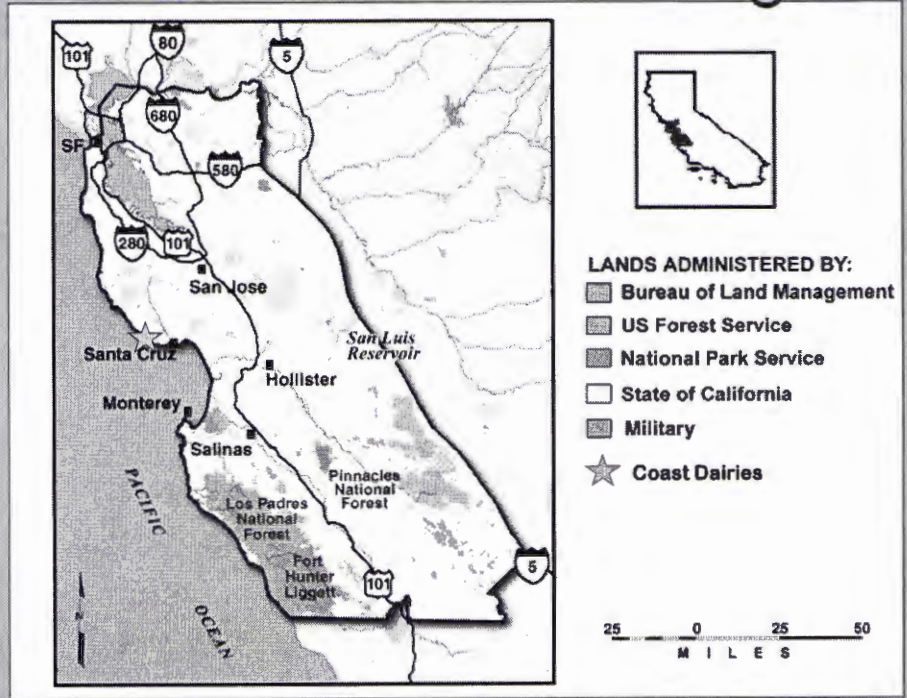 101
80
5
680
SF
580
280
101
San Jose
San Luis
Reservoir
Santa Cruz
Hollister
Monterey
Salinas
Pinnacles
National
Forest
Los Padres
National
Forest
Fort
Hunter
Liggett
101
5
PACIFIC
OCEAN
N
LANDS ADMINISTERED BY:
Bureau of Land Management
US Forest Service
National Park Service
State of California
Military
Coast Dairies
25 0 25 50
MILES